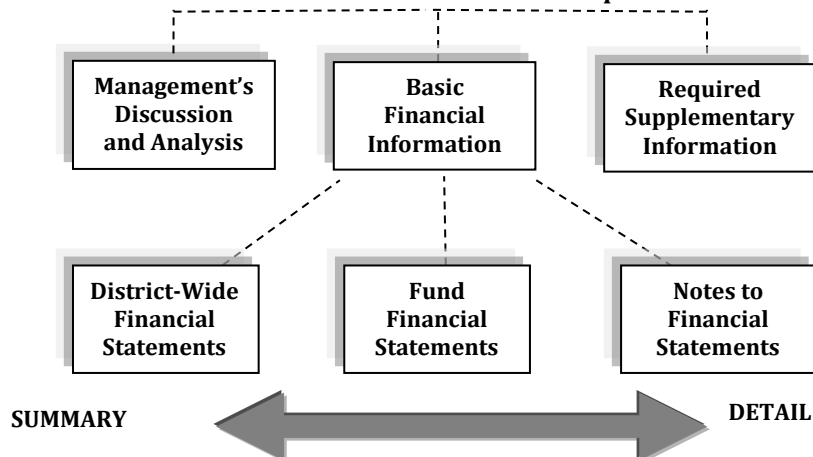 Management’s
Discussion
and Analysis
Basic
Financial
Information
Required
Supplementary
Information
District-Wide
Financial
Statements
Fund
Financial
Statements
Notes to
Financial
Statements
SUMMARY
DETAIL